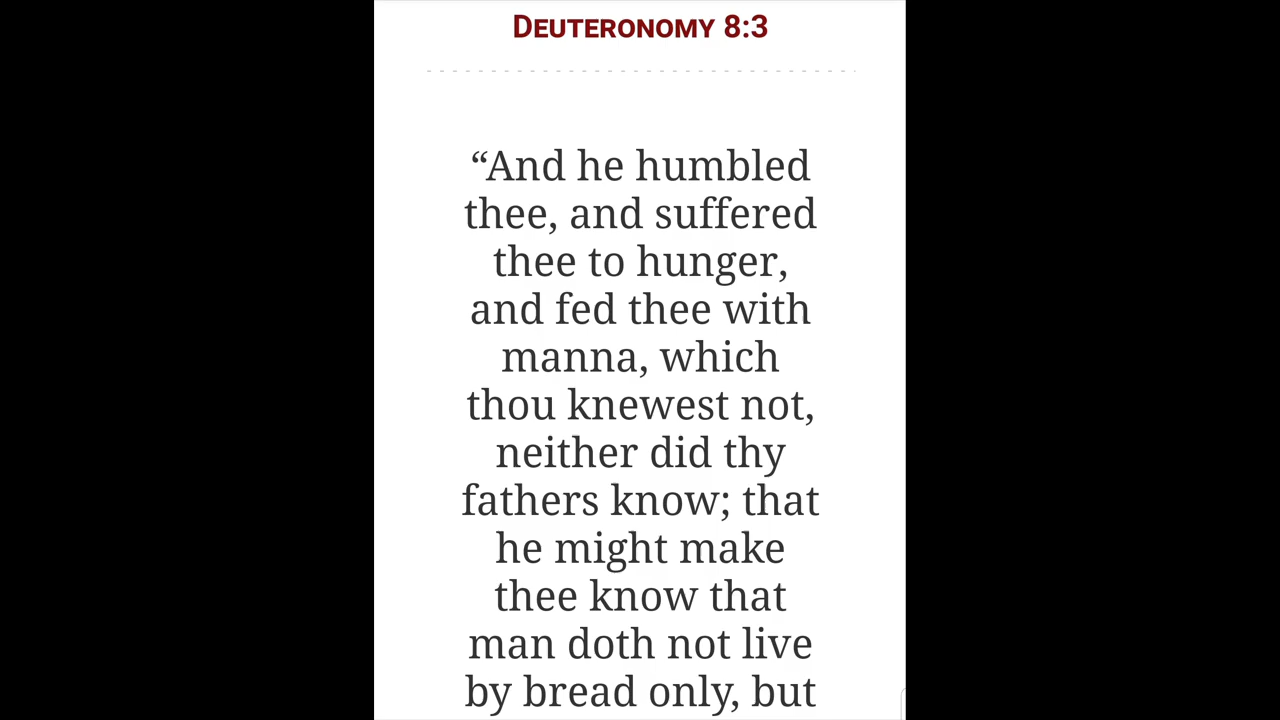 DEUTERONOMY 8:3
“And he humbled
thee, and suffered
thee to hunger,
and fed thee with
manna, which
thou knewest not,
neither did thy
fathers know; that
he might make
thee know that
man doth not live
by bread only, but